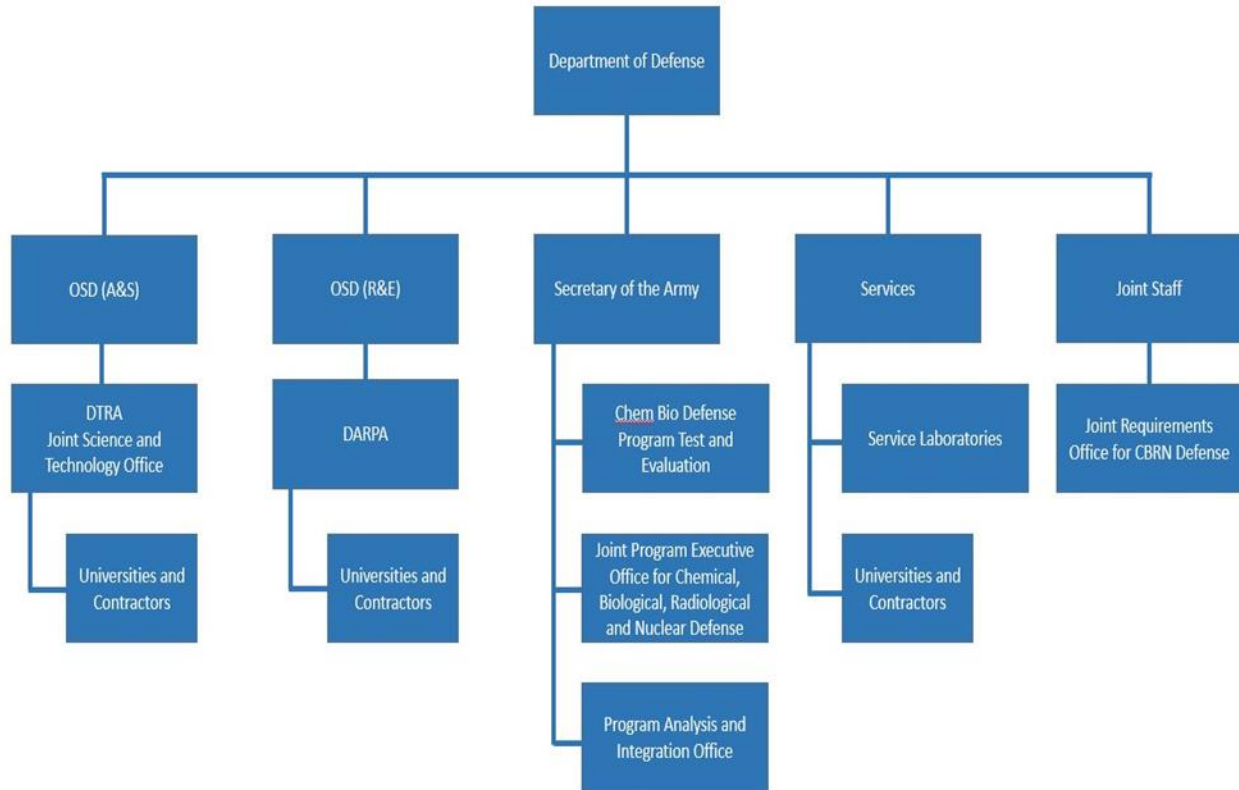 Department of Defense
OSD (A&S)
OSD (R&E)
Secretary of the Army
Services
Joint Staff
DTRA
Joint Science and
Technology Office
DARPA
Chem Bio Defense
Program Test and
Evaluation
Service Laboratories
Joint Requirements
Office for CBRN Defense
Universities and
Contractors
Universities and
Contractors
Joint Program Executive
Office for Chemical,
Biological, Radiological
and Nuclear Defense
Universities and
Contractors
Program Analysis and
Integration Office